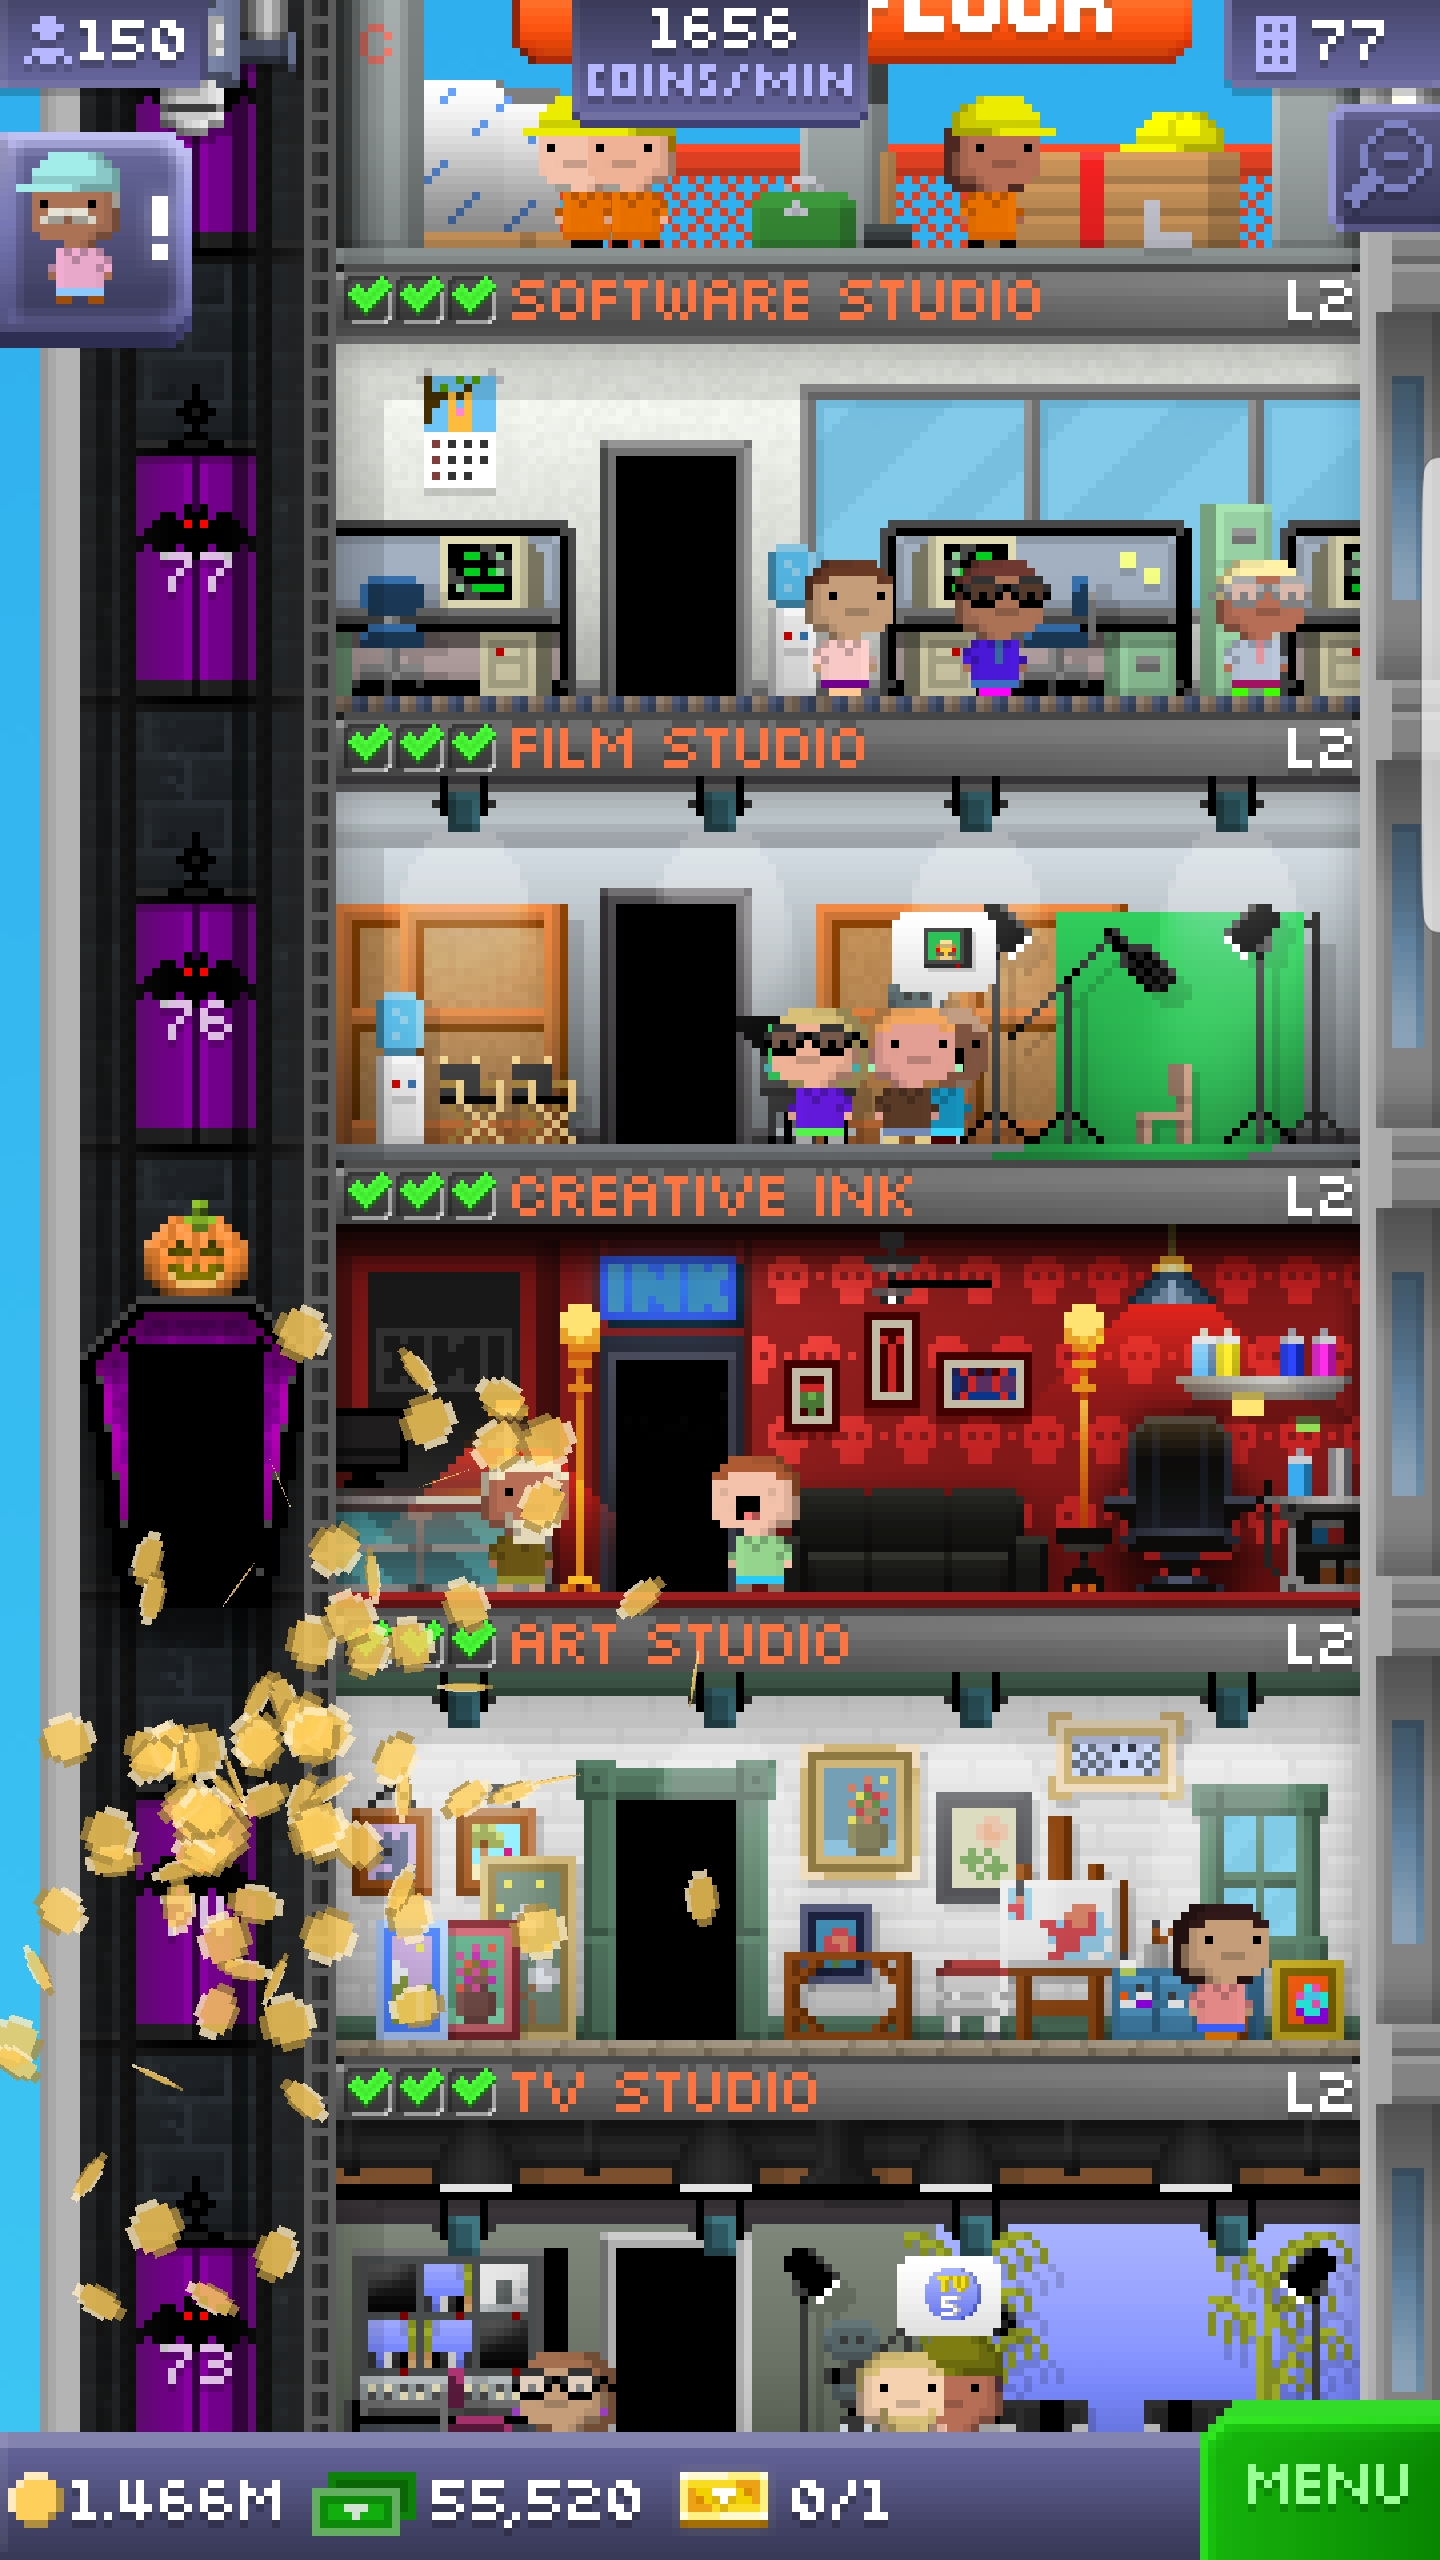 FLOOR
150
1656
COINS/MIN
77
!
SOFTWARE STUDIO L2
77
FILM STUDIO L2
76
CREATIVE INK L2
INK
ART STUDIO L2
TV STUDIO L2
TV
5
73
1.466M 55,520 0/1
MENU